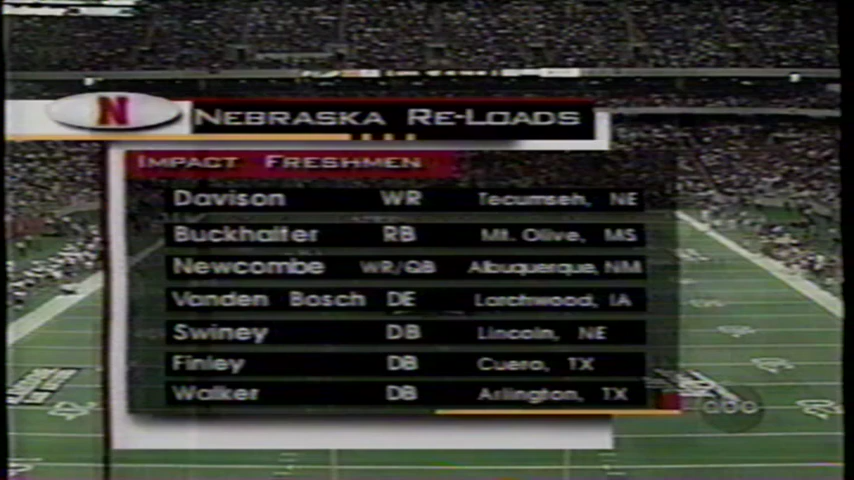 N
NEBRASKA RE-LOADS
IMPACT FRESHMEN
Davison WR Tecumseh, NE
Buckhalter RB Mt. Olive, MS
Newcombe WR/QB Albuquerque, NM
Vanden Bosch DE Larchwood, IA
Swiney DB Lincoln, NE
Finley DB Cuero, TX
Walker DB Arlington, TX
abc